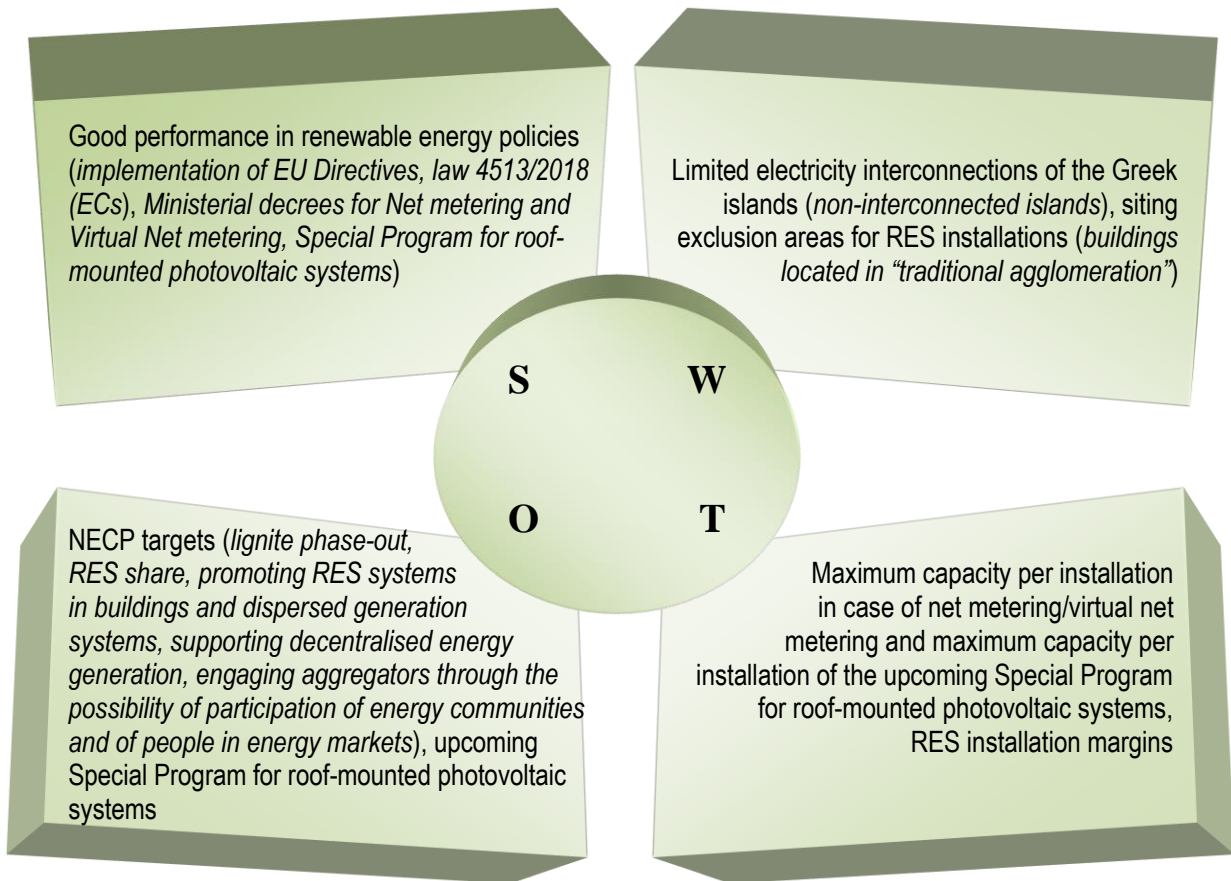 Good performance in renewable energy policies
(implementation of EU Directives, law 4513/2018
(ECs), Ministerial decrees for Net metering and
Virtual Net metering, Special Program for roof-
mounted photovoltaic systems)
Limited electricity interconnections of the Greek
islands (non-interconnected islands), siting
exclusion areas for RES installations (buildings
located in “traditional agglomeration”)
S
W
O
T
NECP targets (lignite phase-out,
RES share, promoting RES systems
in buildings and dispersed generation
systems, supporting decentralised energy
generation, engaging aggregators through the
possibility of participation of energy communities
and of people in energy markets), upcoming
Special Program for roof-mounted photovoltaic
systems
Maximum capacity per installation
in case of net metering/virtual net
metering and maximum capacity per
installation of the upcoming Special Program
for roof-mounted photovoltaic systems,
RES installation margins